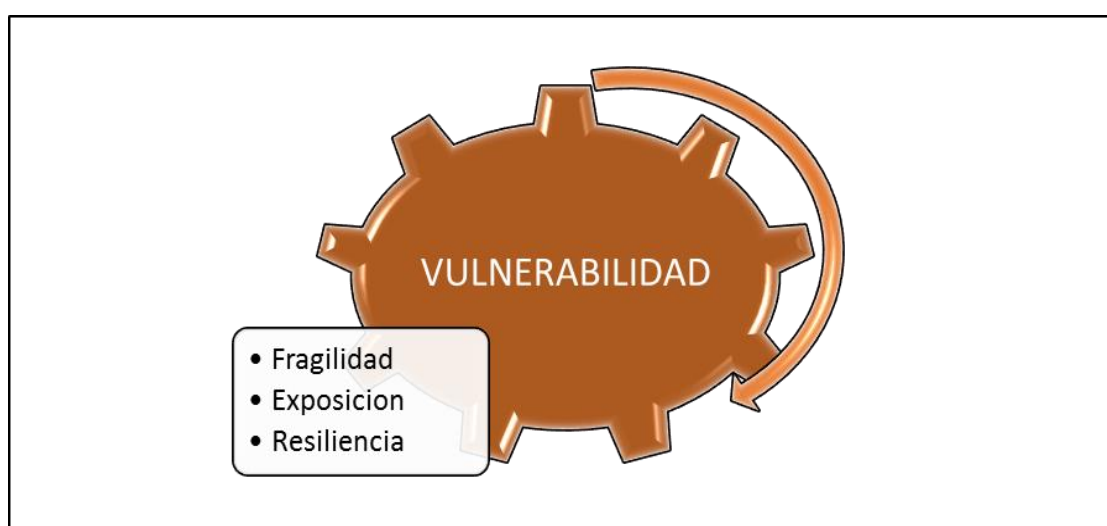 VULNERABILIDAD
• Fragilidad
• Exposicion
• Resiliencia